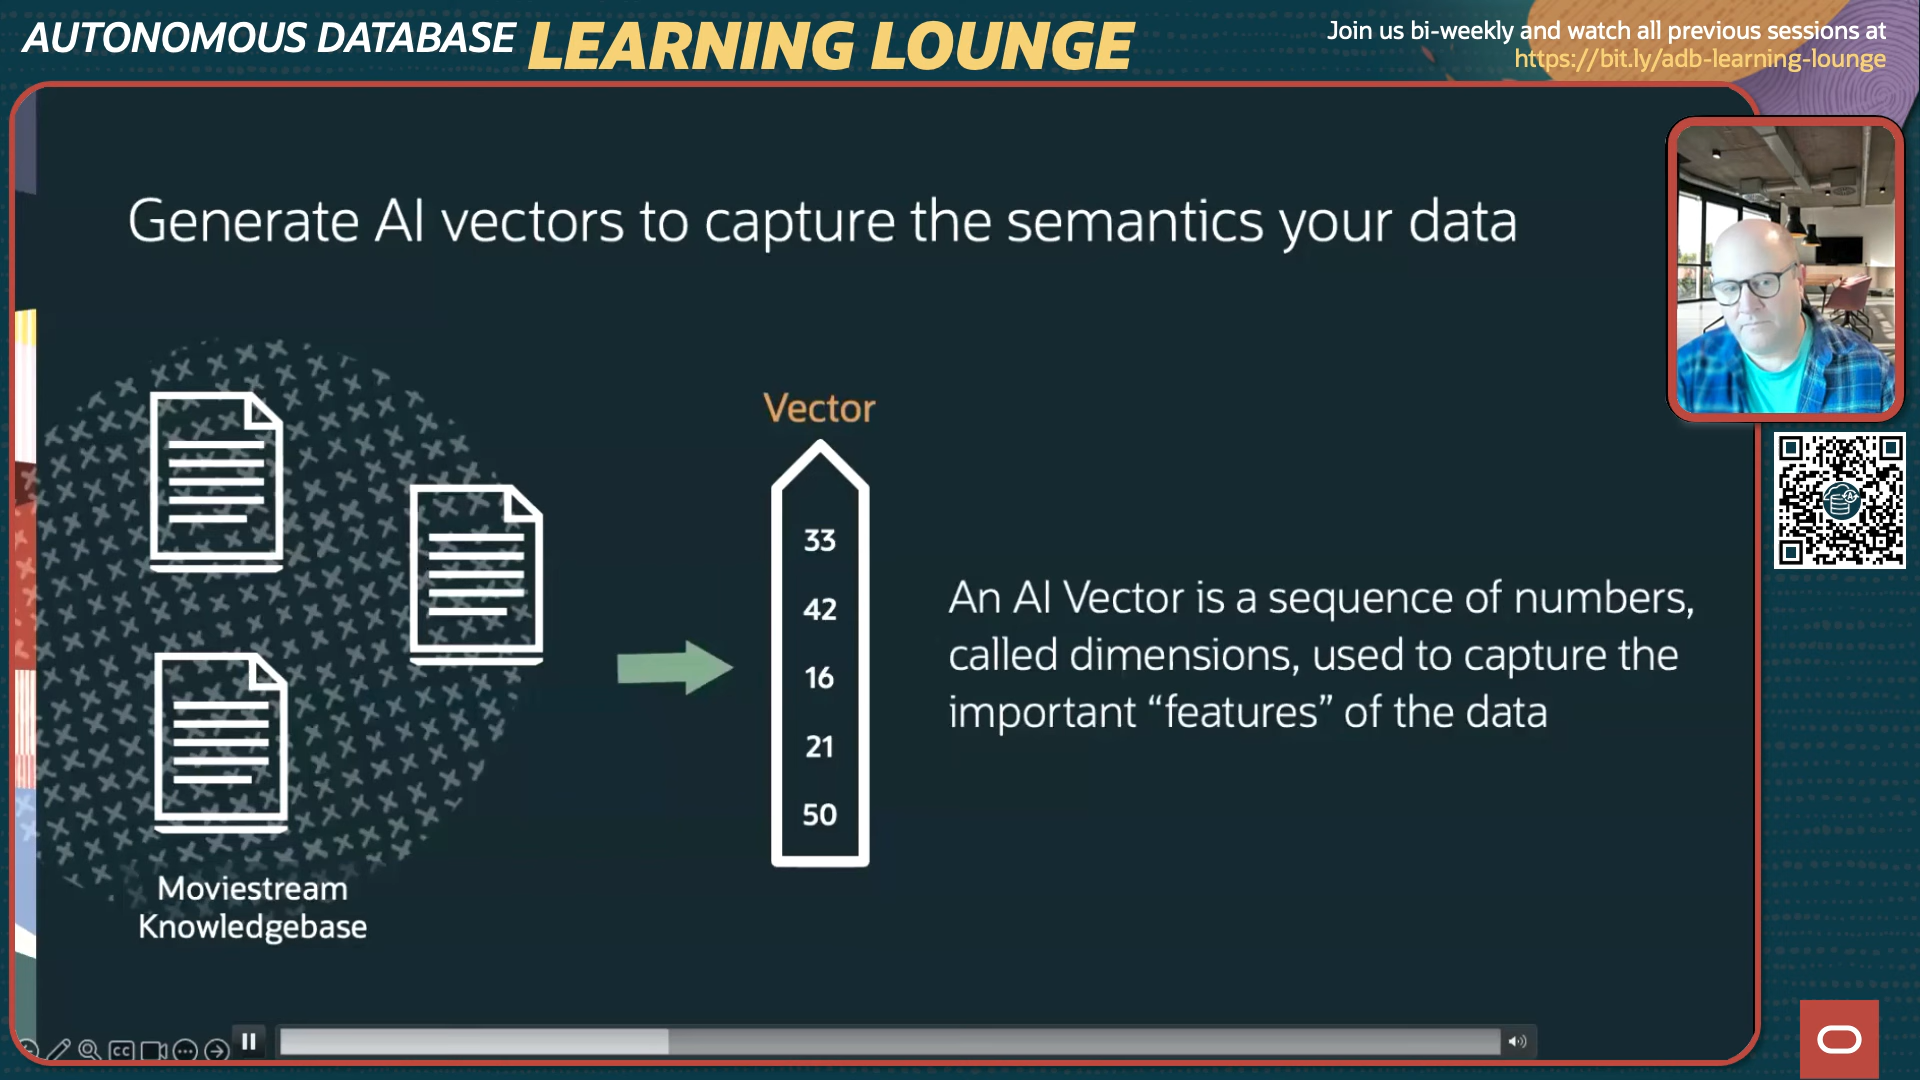 AUTONOMOUS DATABASE LEARNING LOUNGE
Join us bi-weekly and watch all previous sessions at
https://bit.ly/adb-learning-lounge
Generate AI vectors to capture the semantics your data
Vector
33
42
16
21
50
An AI Vector is a sequence of numbers,
called dimensions, used to capture the
important “features” of the data
Moviestream
Knowledgebase
CC